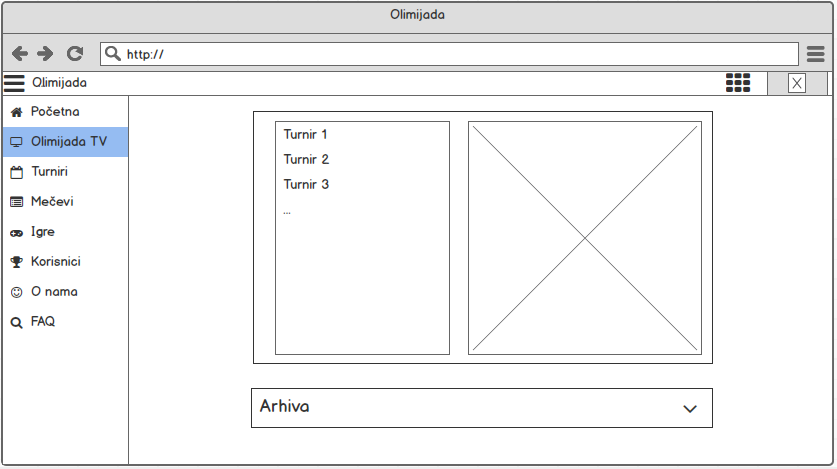 Olimijada
http://
Olimijada
X
Početna
Olimijada TV
Turniri
Mečevi
Igre
Korisnici
O nama
FAQ
Turnir 1
Turnir 2
Turnir 3
...
Arhiva